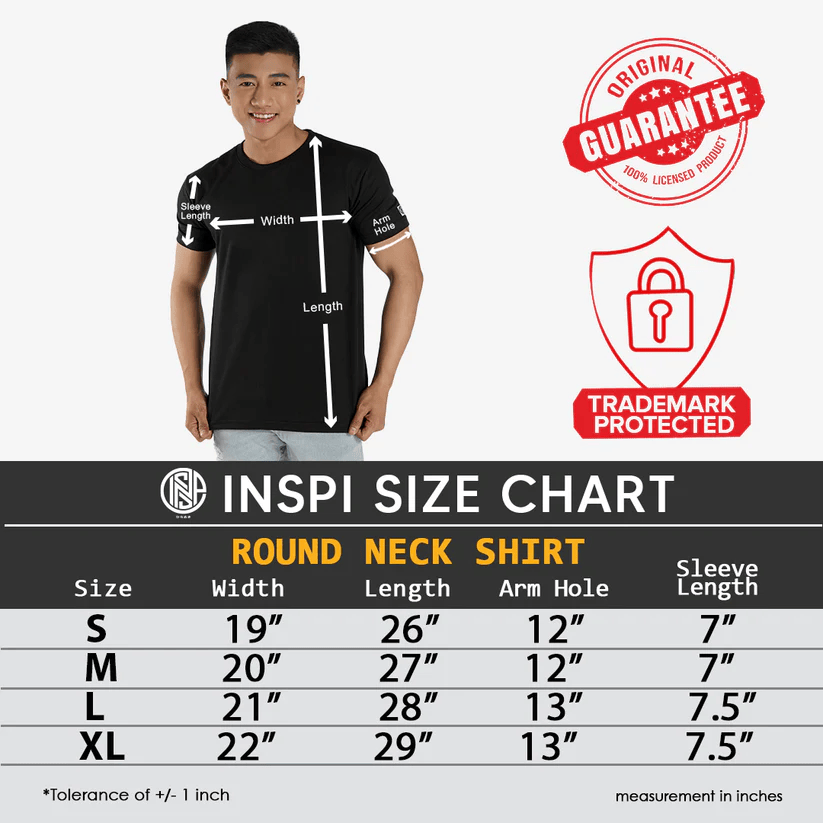 ORIGINAL
GUARANTEE
100% LICENSED PRODUCT
Sleeve
Length
Width
Arm
Hole
Length
TRADEMARK
PROTECTED
INSPI SIZE CHART
ROUND NECK SHIRT
Size Width Length Arm Hole Sleeve Length
S 19” 26” 12” 7”
M 20” 27” 12” 7”
L 21” 28” 13” 7.5”
XL 22” 29” 13” 7.5”
*Tolerance of +/- 1 inch
measurement in inches